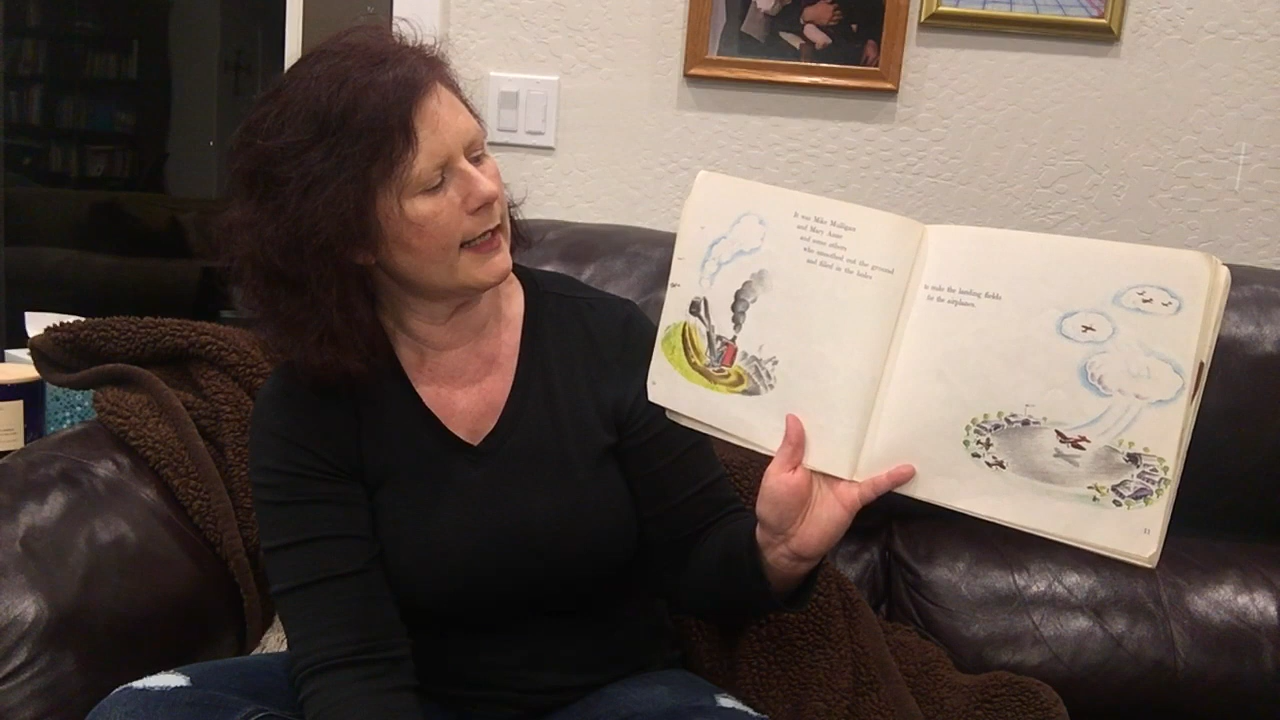 It was Mike Mulligan
and Mary Anne
and some others
who smoothed out the ground
and filled in the holes
to make the landing fields
for the airplanes.
11